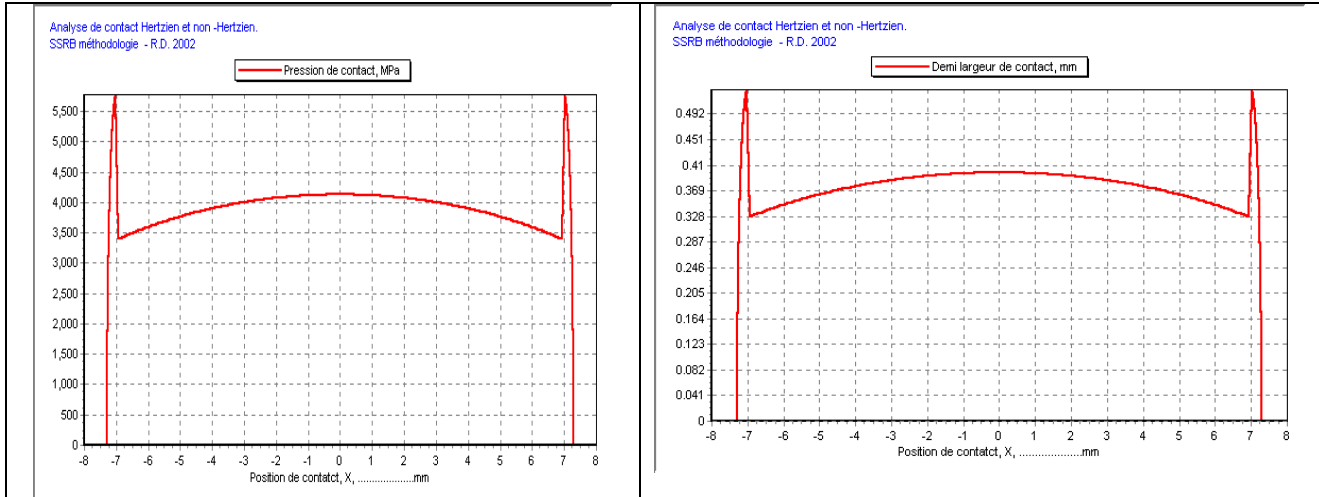 Analyse de contact Hertzien et non -Hertzien.
SSRB méthodologie - R.D. 2002
Pression de contact, MPa
5,500
5,000
4,500
4,000
3,500
3,000
2,500
2,000
1,500
1,000
500
0
-8 -7 -6 -5 -4 -3 -2 -1 0 1 2 3 4 5 6 7 8
Position de contatct, X, ....................mm
Analyse de contact Hertzien et non -Hertzien.
SSRB méthodologie - R.D. 2002
Demi largeur de contact, mm
0.492
0.451
0.41
0.369
0.328
0.287
0.246
0.205
0.164
0.123
0.082
0.041
0
-8 -7 -6 -5 -4 -3 -2 -1 0 1 2 3 4 5 6 7 8
Position de contatct, X, ....................mm